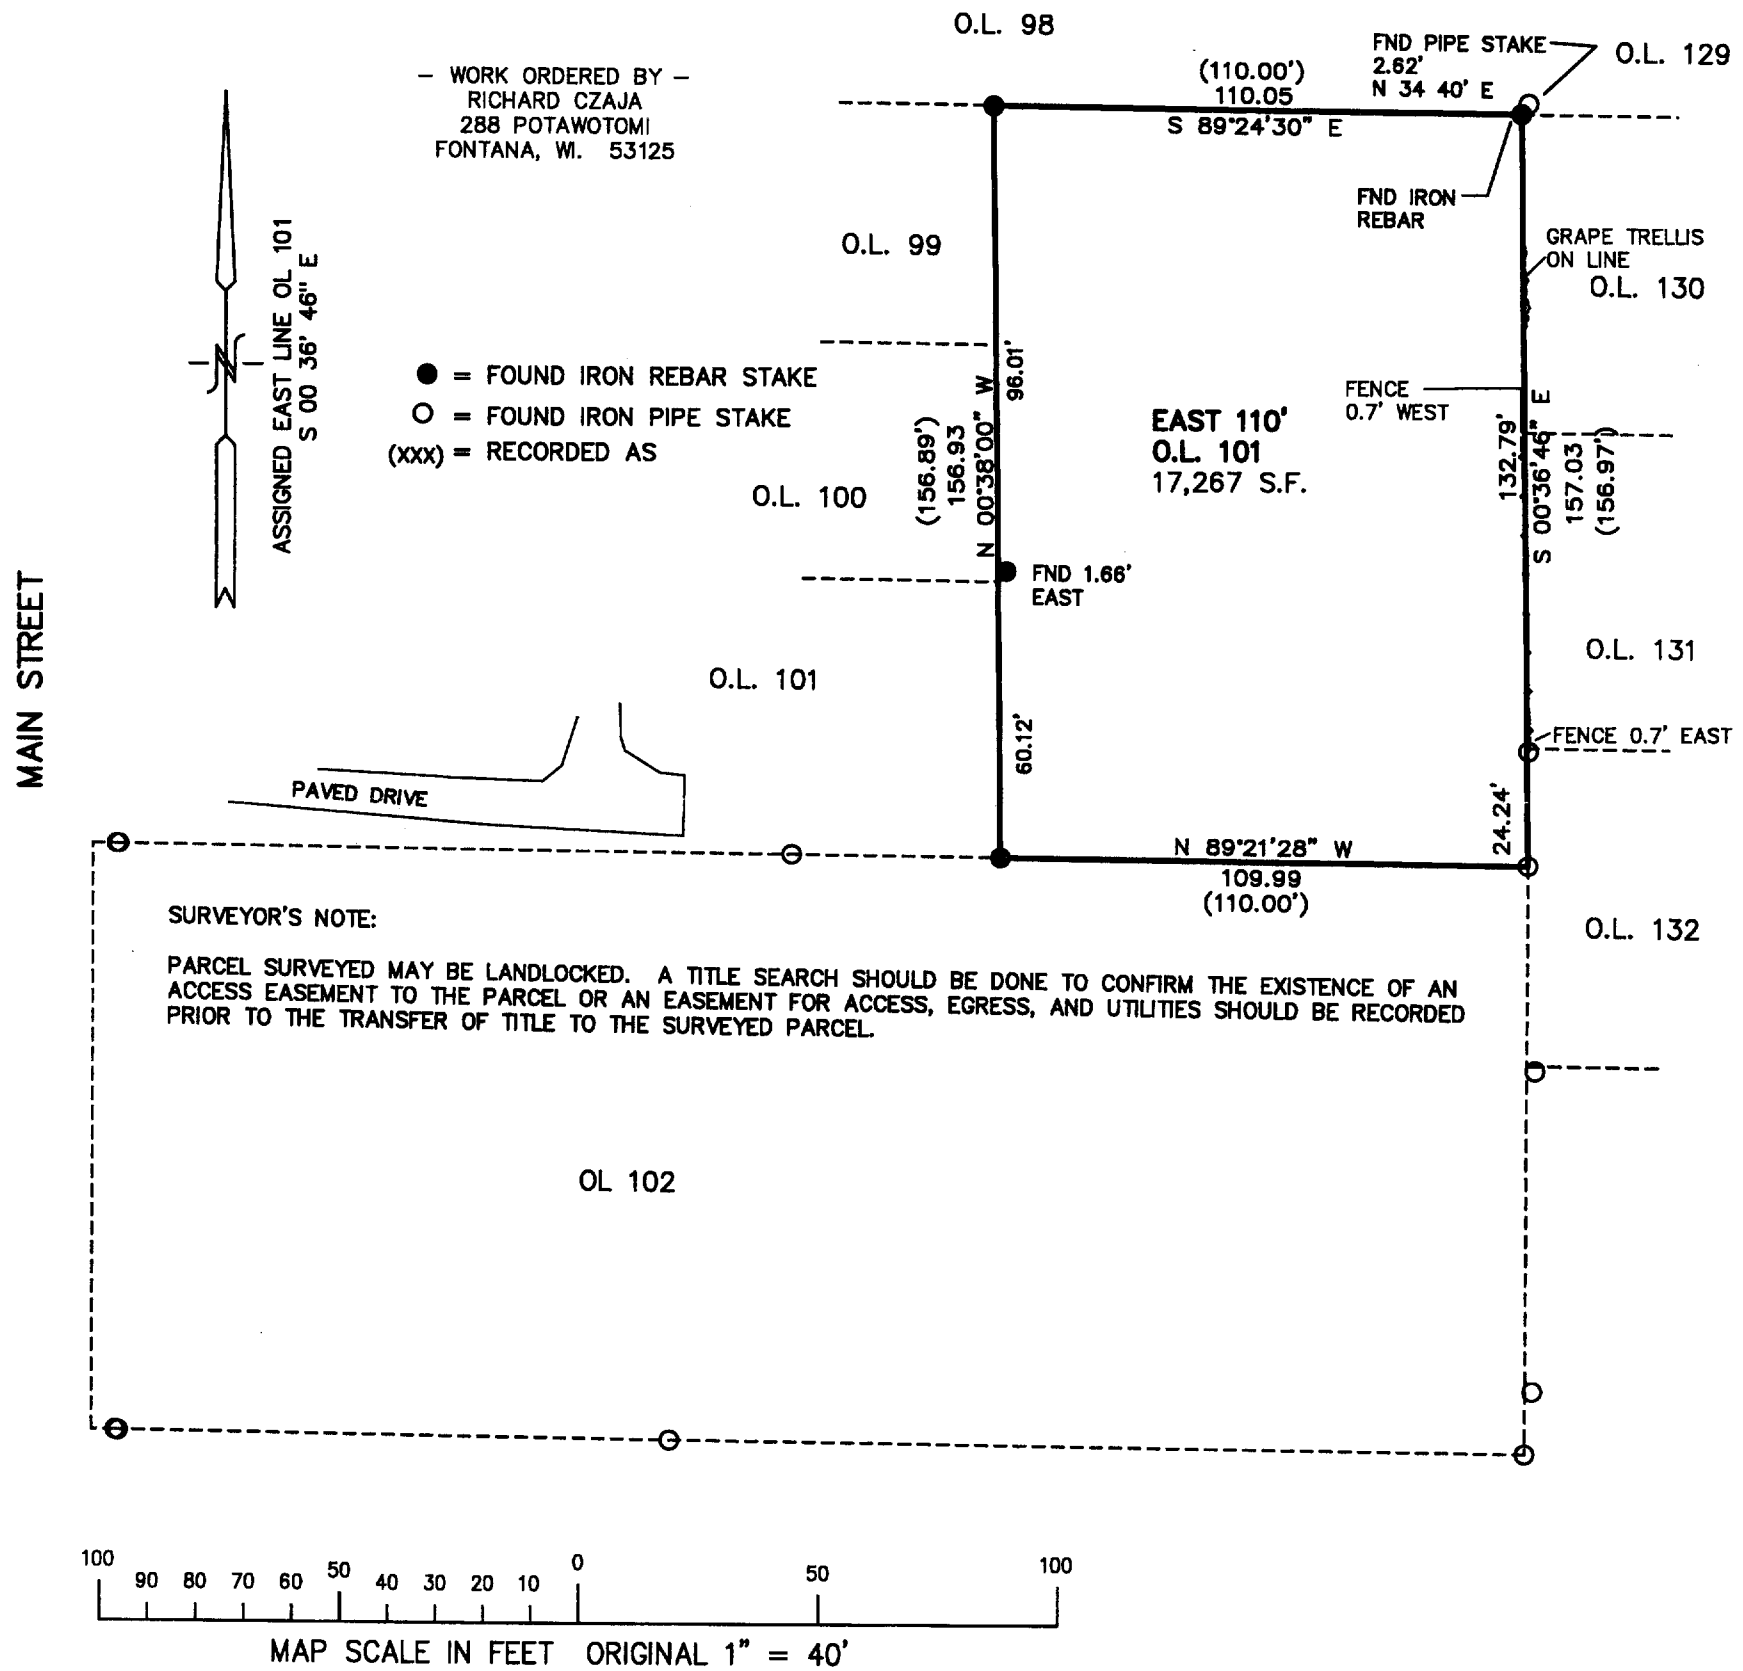 O.L. 98
FND PIPE STAKE
2.62'
N 34 40' E
O.L. 129
– WORK ORDERED BY –
RICHARD CZAJA
288 POTAWOTOMI
FONTANA, WI. 53125
(110.00')
110.05
S 89°24'30" E
FND IRON
REBAR
GRAPE TRELLIS
ON LINE
O.L. 130
O.L. 99
ASSIGNED EAST LINE OL 101
S 00 36' 46" E
N
● = FOUND IRON REBAR STAKE
○ = FOUND IRON PIPE STAKE
(XXX) = RECORDED AS
(156.89')
156.93
N 00°38'00" W
96.01'
EAST 110'
O.L. 101
17,267 S.F.
FENCE
0.7' WEST
132.79'
S 00°36'46" E
157.03
(156.97')
O.L. 100
FND 1.66'
EAST
MAIN STREET
O.L. 101
O.L. 131
60.12'
FENCE 0.7' EAST
PAVED DRIVE
24.24'
N 89°21'28" W
109.99
(110.00')
SURVEYOR'S NOTE:
O.L. 132
PARCEL SURVEYED MAY BE LANDLOCKED. A TITLE SEARCH SHOULD BE DONE TO CONFIRM THE EXISTENCE OF AN
ACCESS EASEMENT TO THE PARCEL OR AN EASEMENT FOR ACCESS, EGRESS, AND UTILITIES SHOULD BE RECORDED
PRIOR TO THE TRANSFER OF TITLE TO THE SURVEYED PARCEL.
OL 102
100 90 80 70 60 50 40 30 20 10 0 50 100
MAP SCALE IN FEET ORIGINAL 1" = 40'